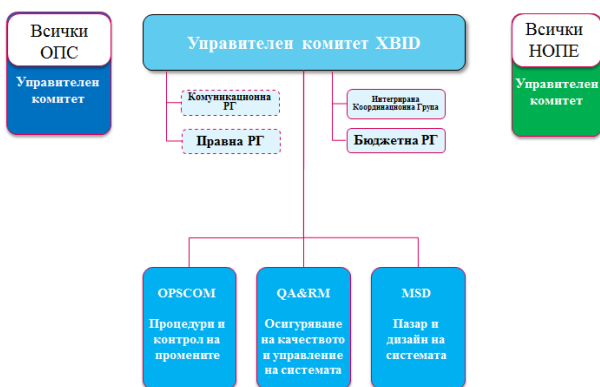 Всички
ОПС
Управителен
комитет
Управителен комитет XBID
Всички
НОПЕ
Управителен
комитет
Комуникационна
РГ
Правна РГ
Интегрирана
Координационна Група
Бюджетна РГ
OPSCOM
Процедури и
контрол на
промените
QA&RM
Осигуряване
на качеството
и управление
на системата
MSD
Пазар и
дизайн на
системата